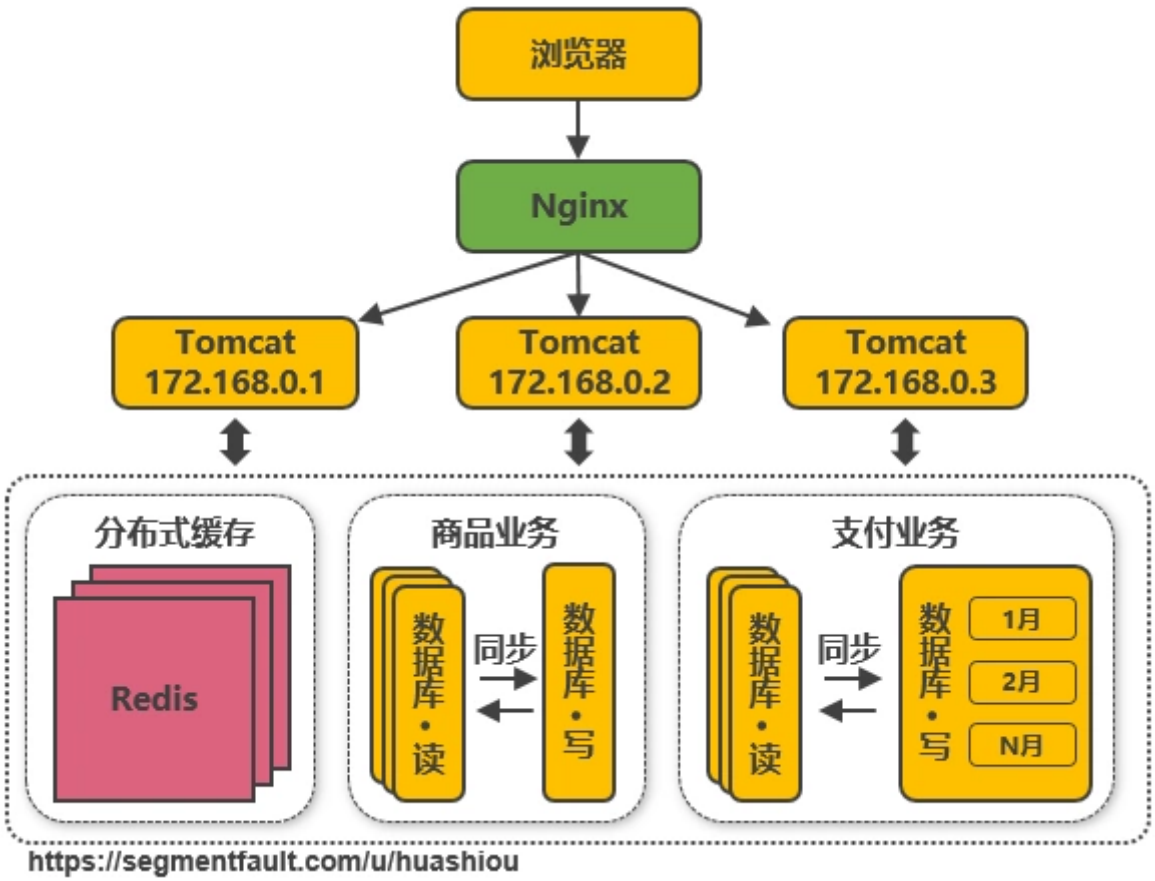 浏览器
Nginx
Tomcat
172.168.0.1
Tomcat
172.168.0.2
Tomcat
172.168.0.3
分布式缓存
Redis
商品业务
数据库·读
同步
数据库·写
支付业务
数据库·读
同步
数据库·写
1月
2月
N月
https://segmentfault.com/u/huashiou